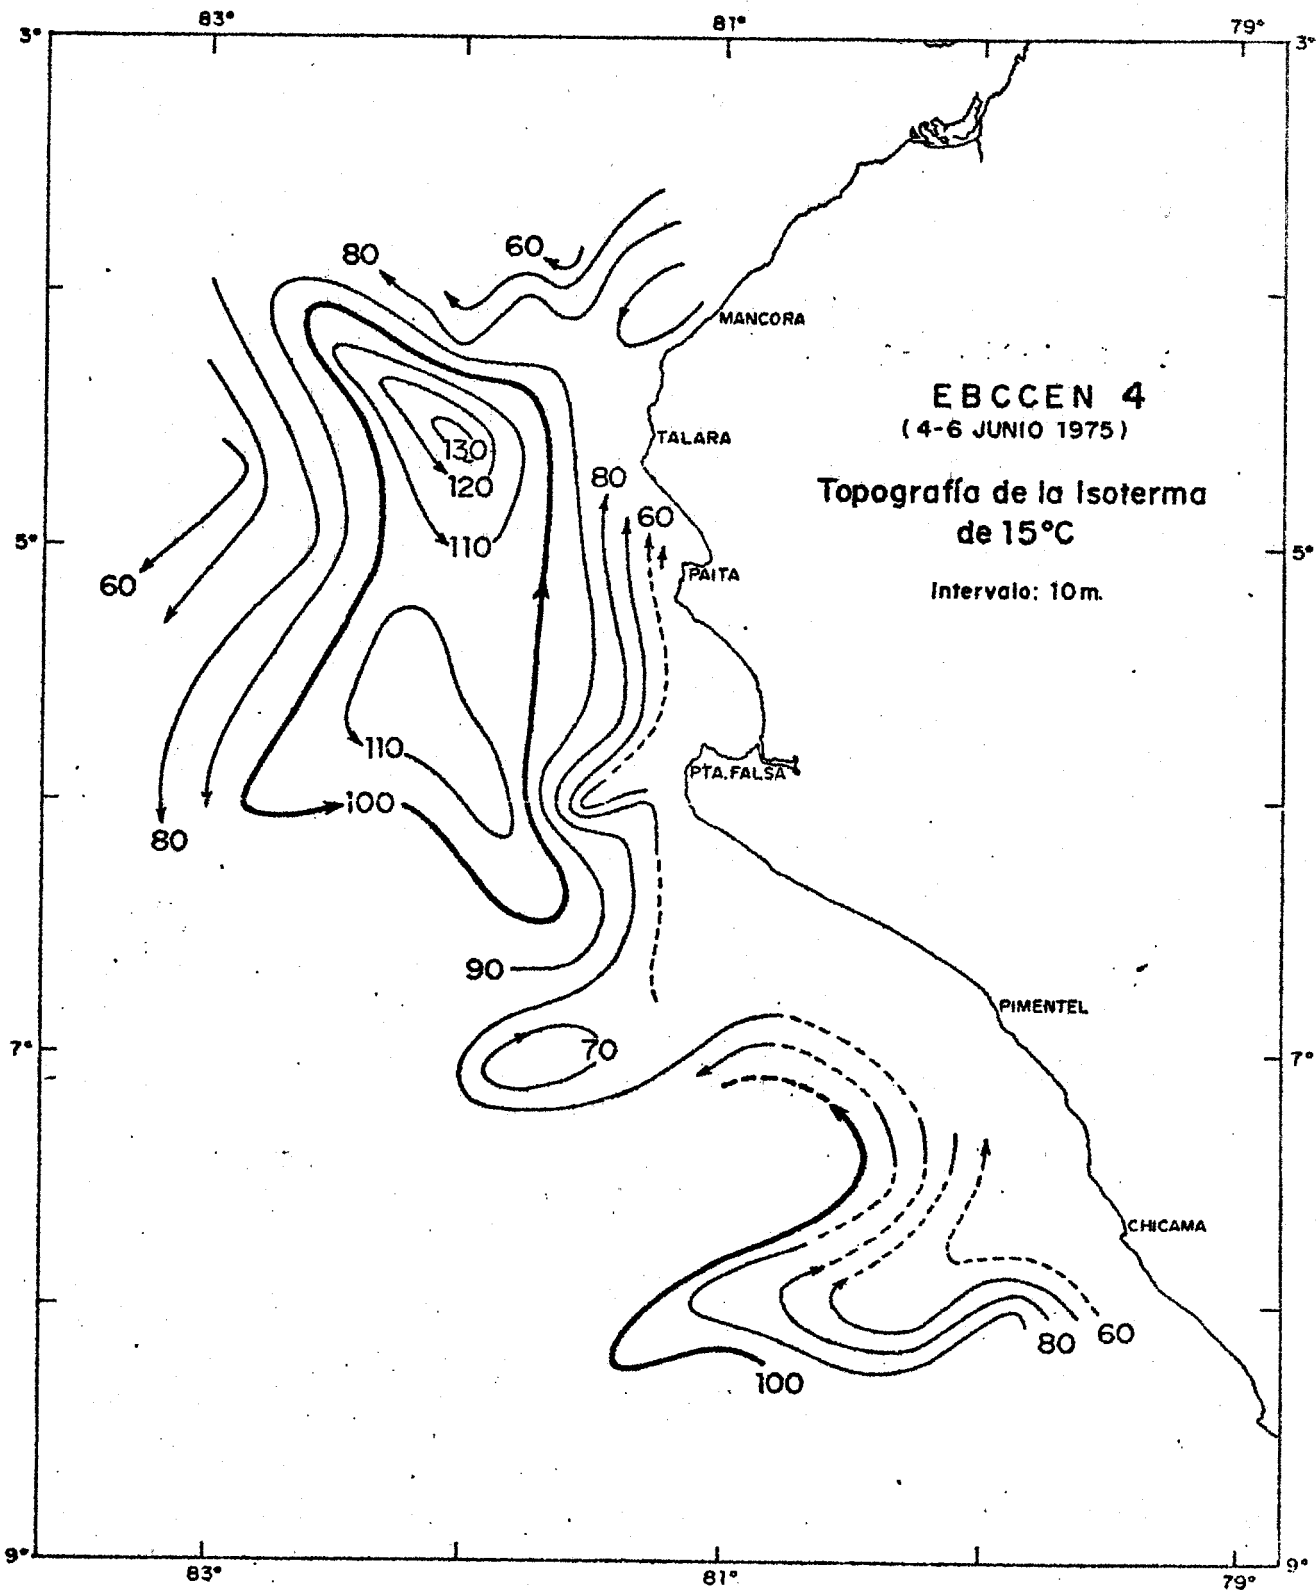 83° 81° 79°
3° 3°
80 60
MANCORA
EBCCEN 4
(4-6 JUNIO 1975)
130 TALARA
80
120
Topografía de la Isoterma
60
de 15°C
5° 110 5°
60 PAITA
Intervalo: 10 m.
110
PTA. FALSA
100
80
90
PIMENTEL
7° 70 7°
CHICAMA
80 60
100
9° 9°
83° 81° 79°